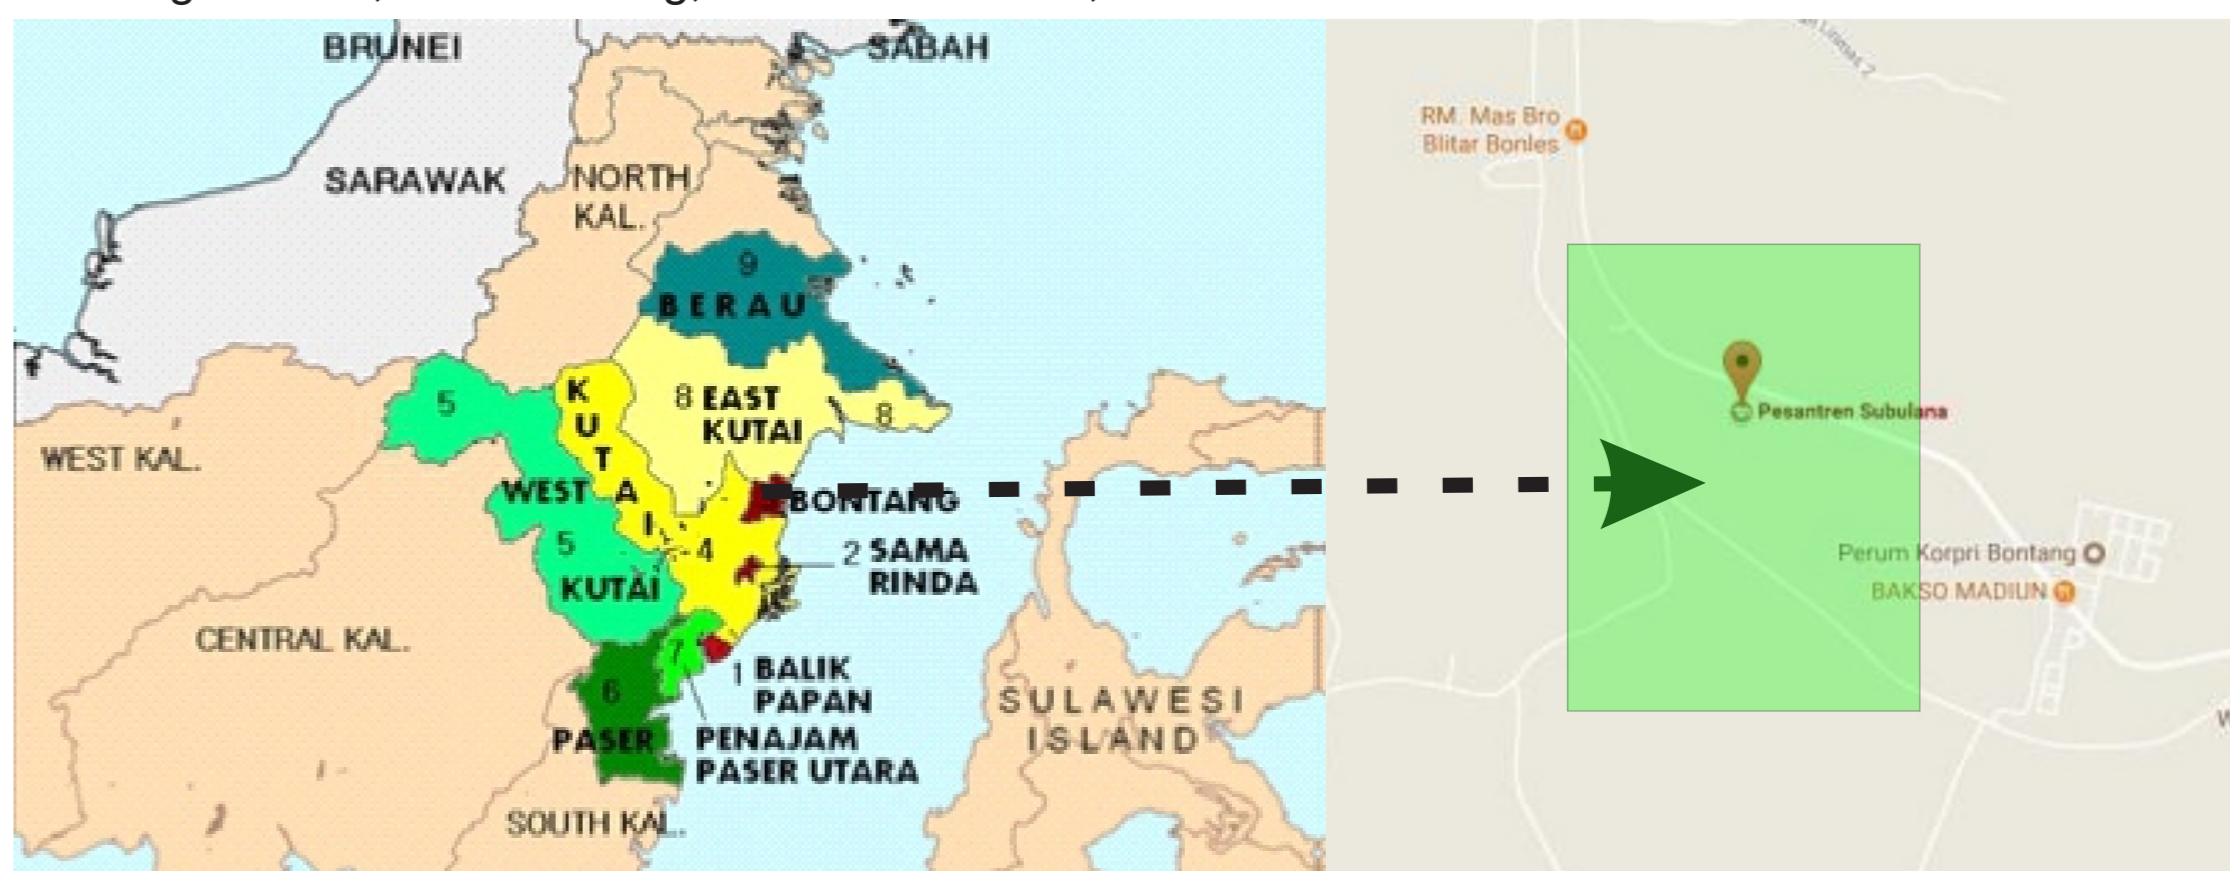 BRUNEI
SABAH
SARAWAK
NORTH
KAL.
9
BERAU
5
KUTAI
8 EAST
KUTAI
8
WEST KAL.
WEST
BONTANG
5
4
2 SAMA
RINDA
KUTAI
CENTRAL KAL.
7
1 BALIK
PAPAN
6
PASER
PENAJAM
PASER UTARA
SULAWESI
ISLAND
SOUTH KAL.
RM. Mas Bro
Blitar Bonles
Pesantren Subulana
Perum Korpri Bontang
BAKSO MADIUN